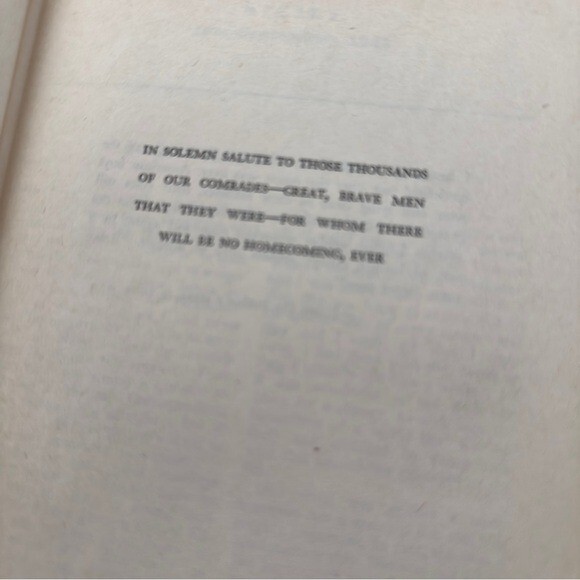 IN SOLEMN SALUTE TO THOSE THOUSANDS
OF OUR COMRADES—GREAT, BRAVE MEN
THAT THEY WERE—FOR WHOM THERE
WILL BE NO HOMECOMING, EVER